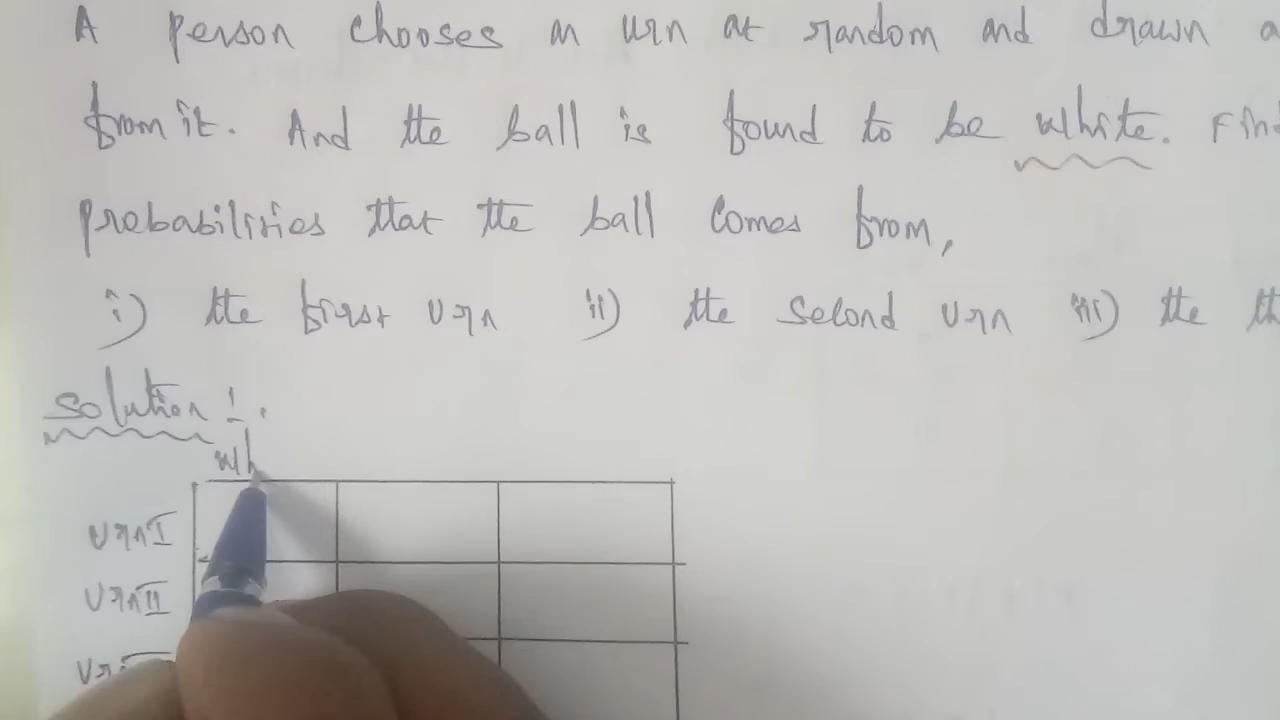 A person chooses an urn at random and drawn a
from it. And the ball is found to be white. Find
probabilities that the ball comes from,
i) the first urn ii) the second urn iii) the th
Solution :-
wh
Urn I
Urn II